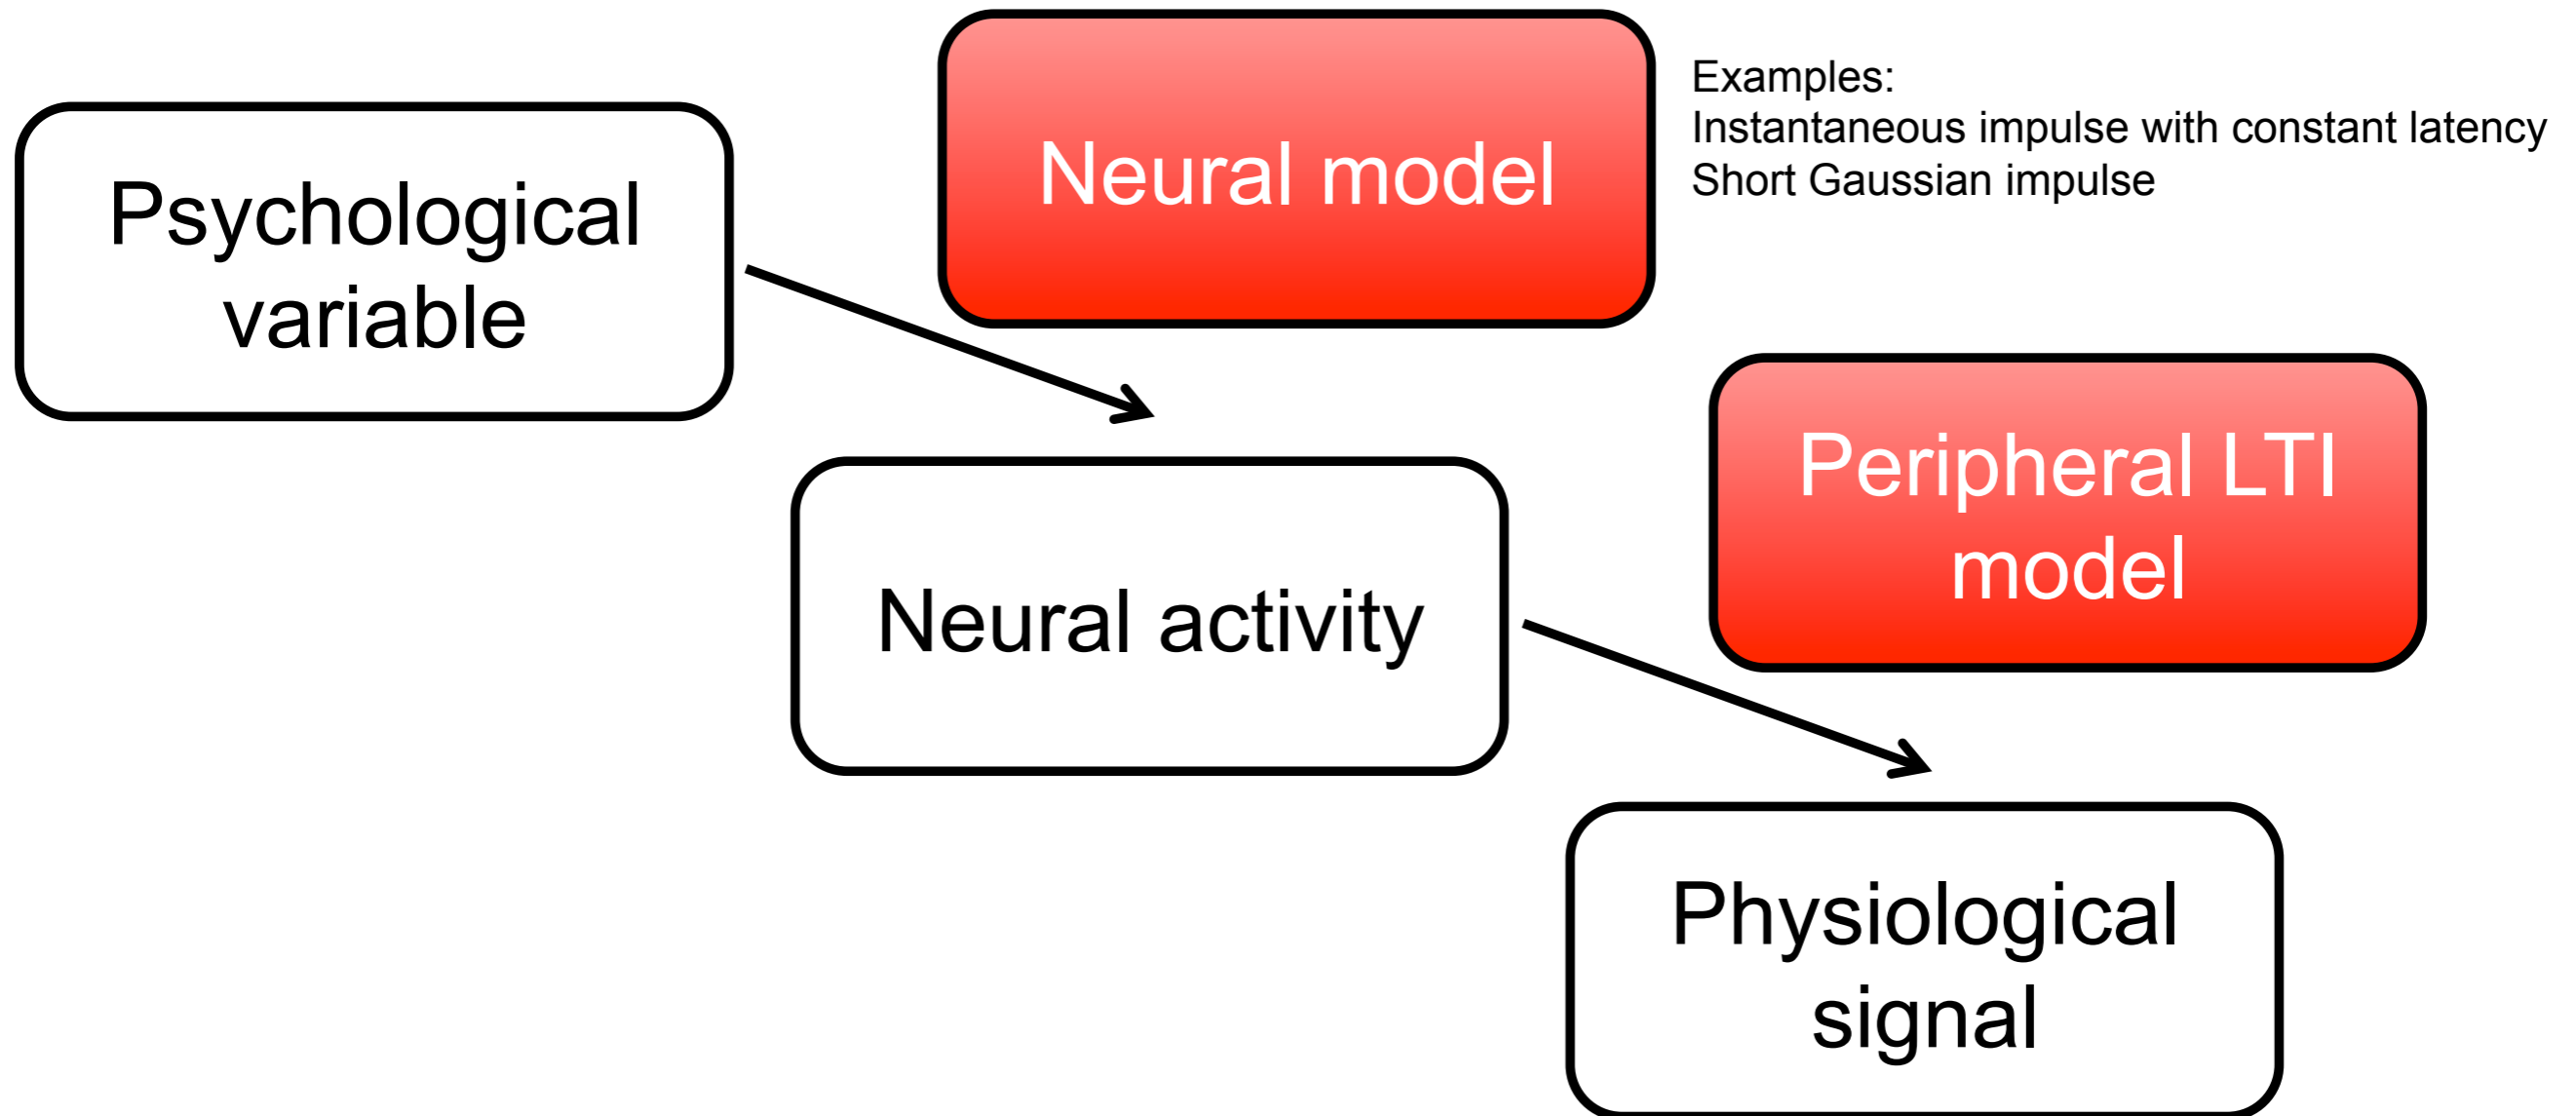 Psychological
variable
Neural model
Examples:
Instantaneous impulse with constant latency
Short Gaussian impulse
Neural activity
Peripheral LTI
model
Physiological
signal